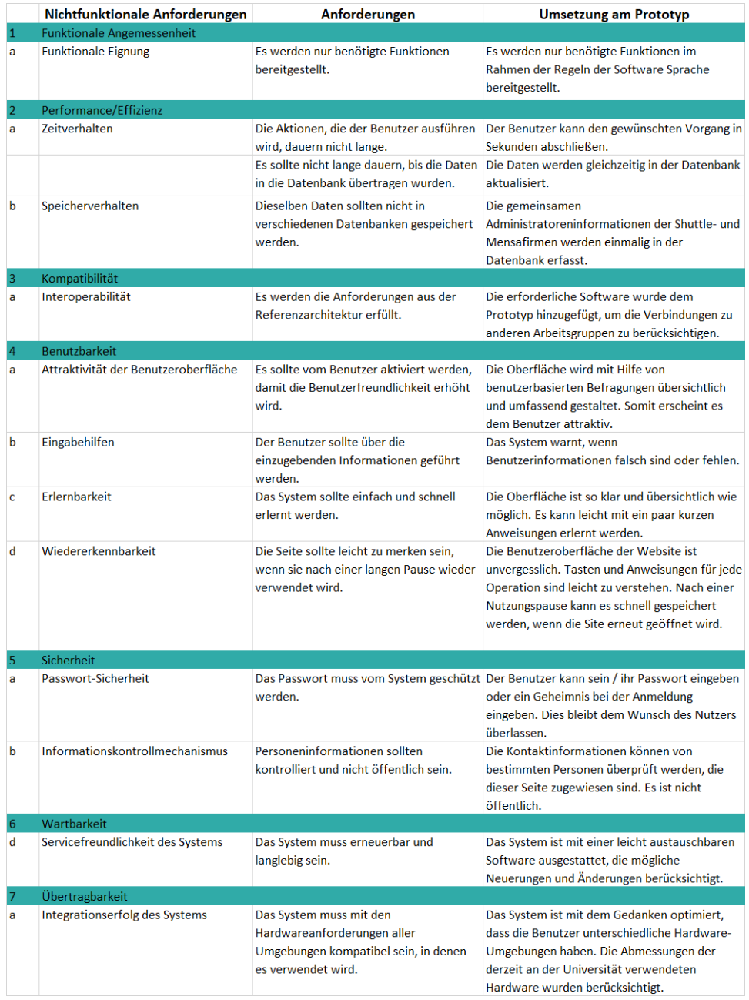 Nichtfunktionale Anforderungen Anforderungen Umsetzung am Prototyp
1 Funktionale Angemessenheit
a Funktionale Eignung Es werden nur benötigte Funktionen Es werden nur benötigte Funktionen im
bereitgestellt. Rahmen der Regeln der Software Sprache
bereitgestellt.
2 Performance/Effizienz
a Zeitverhalten Die Aktionen, die der Benutzer ausführen Der Benutzer kann den gewünschten Vorgang in
wird, dauern nicht lange. Sekunden abschließen.
Es sollte nicht lange dauern, bis die Daten Die Daten werden gleichzeitig in der Datenbank
in die Datenbank übertragen wurden. aktualisiert.
b Speicherverhalten Dieselben Daten sollten nicht in Die gemeinsamen
verschiedenen Datenbanken gespeichert Administratoreninformationen der Shuttle- und
werden. Mensafirmen werden einmalig in der
Datenbank erfasst.
3 Kompatibilität
a Interoperabilität Es werden die Anforderungen aus der Die erforderliche Software wurde dem
Referenzarchitektur erfüllt. Prototyp hinzugefügt, um die Verbindungen zu
anderen Arbeitsgruppen zu berücksichtigen.
4 Benutzbarkeit
a Attraktivität der Benutzeroberfläche Es sollte vom Benutzer aktiviert werden, Die Oberfläche wird mit Hilfe von
damit die Benutzerfreundlichkeit erhöht benutzerbasierten Befragungen übersichtlich
wird. und umfassend gestaltet. Somit erscheint es
dem Benutzer attraktiv.
b Eingabehilfen Der Benutzer sollte über die Das System warnt, wenn
einzugebenden Informationen geführt Benutzerinformationen falsch sind oder fehlen.
werden.
c Erlernbarkeit Das System sollte einfach und schnell Die Oberfläche ist so klar und übersichtlich wie
erlernt werden. möglich. Es kann leicht mit ein paar kurzen
Anweisungen erlernt werden.
d Wiedererkennbarkeit Die Seite sollte leicht zu merken sein, Die Benutzeroberfläche der Website ist
wenn sie nach einer langen Pause wieder unvergesslich. Tasten und Anweisungen für jede
verwendet wird. Operation sind leicht zu verstehen. Nach einer
Nutzungspause kann es schnell gespeichert
werden, wenn die Site erneut geöffnet wird.
5 Sicherheit
a Passwort-Sicherheit Das Passwort muss vom System geschützt Der Benutzer kann sein / ihr Passwort eingeben
werden. oder ein Geheimnis bei der Anmeldung
eingeben. Dies bleibt dem Wunsch des Nutzers
überlassen.
b Informationskontrollmechanismus Personeninformationen sollten Die Kontaktinformationen können von
kontrolliert und nicht öffentlich sein. bestimmten Personen überprüft werden, die
dieser Seite zugewiesen sind. Es ist nicht
öffentlich.
6 Wartbarkeit
d Servicefreundlichkeit des Systems Das System muss erneuerbar und Das System ist mit einer leicht austauschbaren
langlebig sein. Software ausgestattet, die mögliche
Neuerungen und Änderungen berücksichtigt.
7 Übertragbarkeit
a Integrationserfolg des Systems Das System muss mit den Das System ist mit dem Gedanken optimiert,
Hardwareanforderungen aller dass die Benutzer unterschiedliche Hardware-
Umgebungen kompatibel sein, in denen Umgebungen haben. Die Abmessungen der
es verwendet wird. derzeit an der Universität verwendeten
Hardware wurden berücksichtigt.